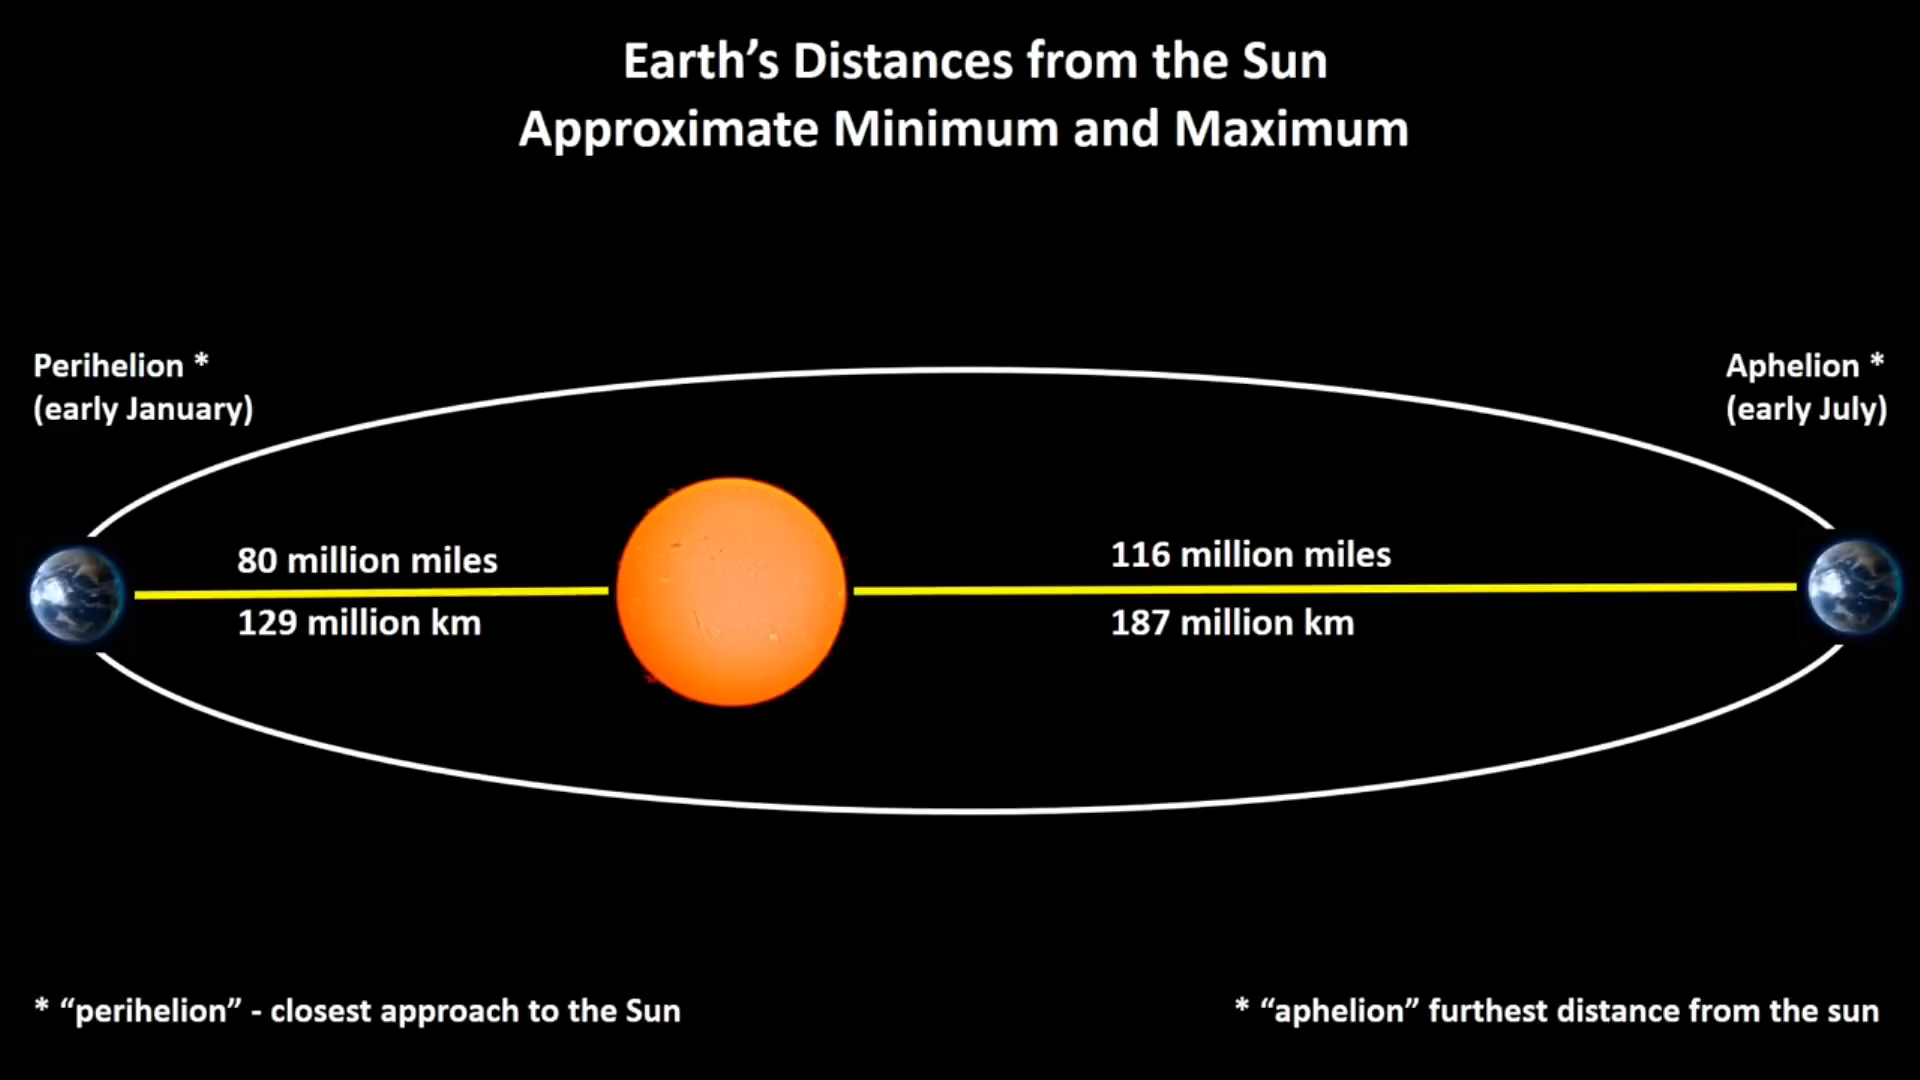 Earth’s Distances from the Sun
Approximate Minimum and Maximum
Perihelion *
(early January)
Aphelion *
(early July)
80 million miles
129 million km
116 million miles
187 million km
* “perihelion” - closest approach to the Sun
* “aphelion” furthest distance from the sun